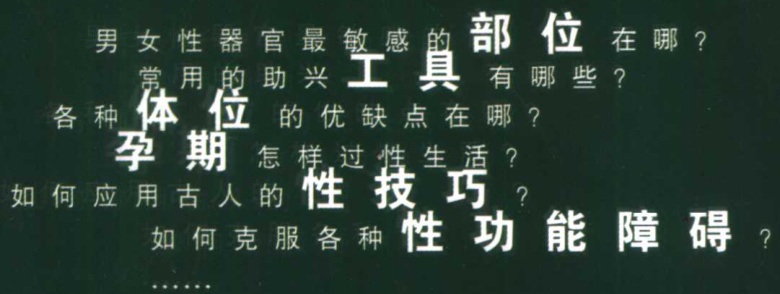 男女性器官最敏感的部位在哪？
常用的助兴工具有哪些？
各种体位的优缺点在哪？
孕期怎样过性生活？
如何应用古人的性技巧？
如何克服各种性功能障碍？
……